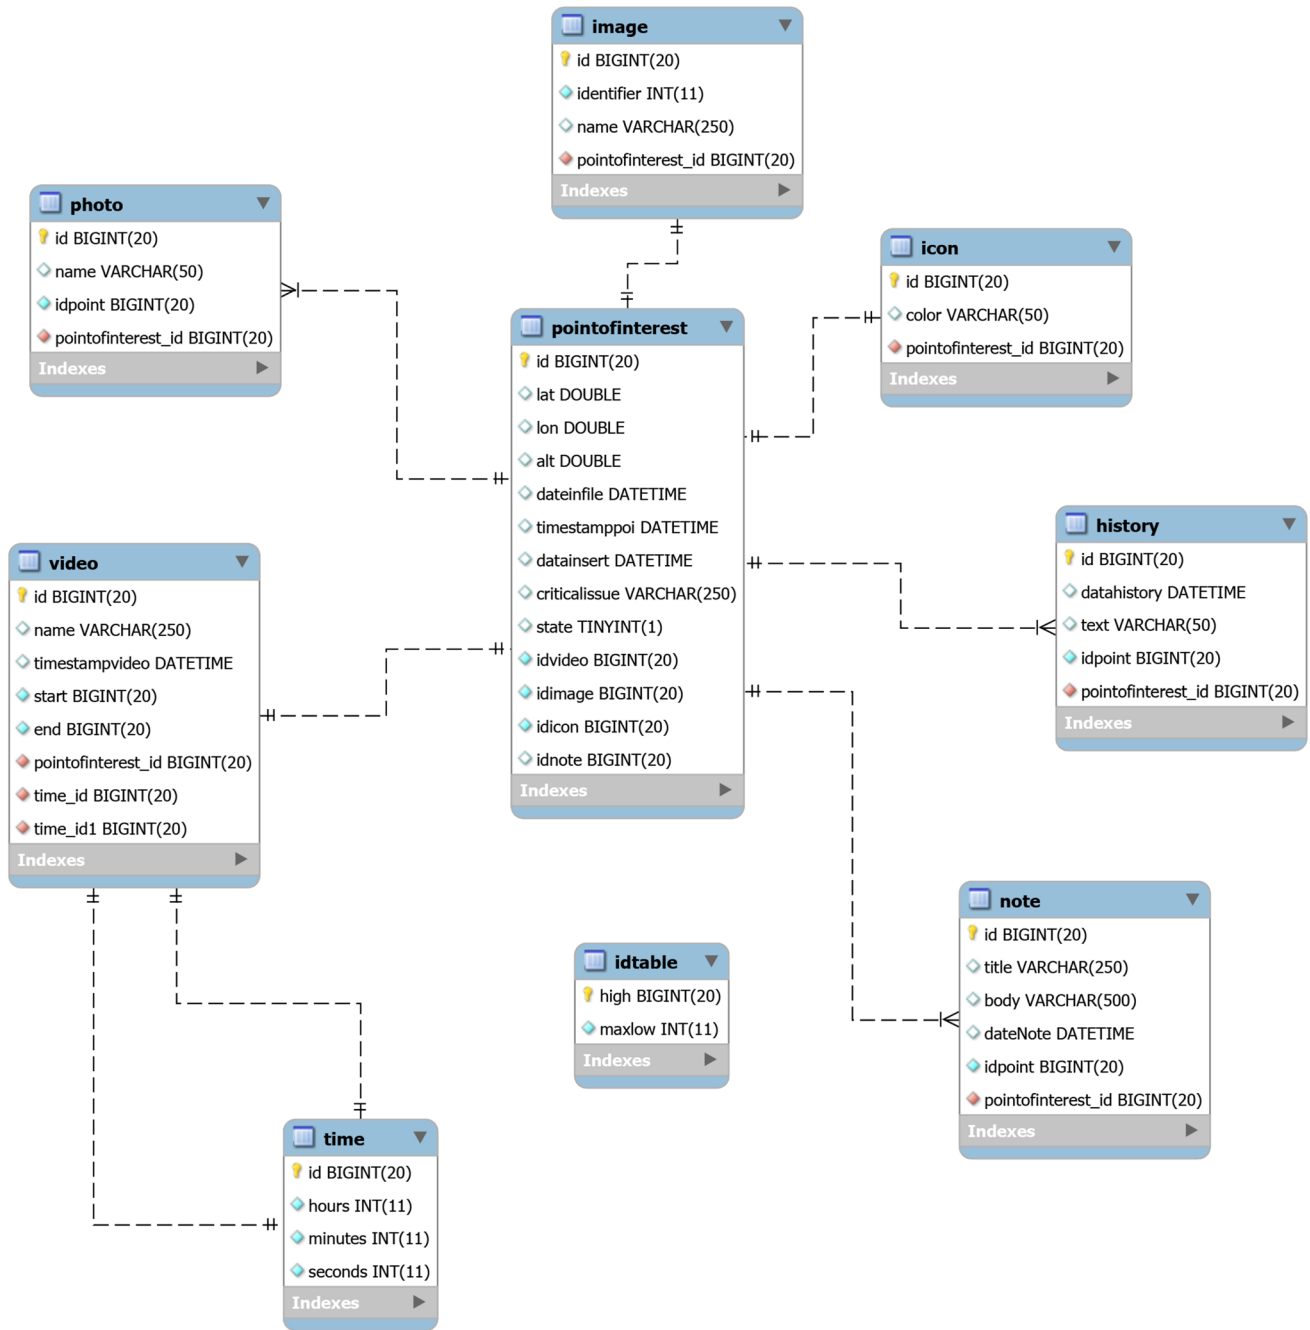 image
id BIGINT(20)
identifier INT(11)
name VARCHAR(250)
pointofinterest_id BIGINT(20)
Indexes
photo
id BIGINT(20)
name VARCHAR(50)
idpoint BIGINT(20)
pointofinterest_id BIGINT(20)
Indexes
icon
id BIGINT(20)
color VARCHAR(50)
pointofinterest_id BIGINT(20)
Indexes
pointofinterest
id BIGINT(20)
lat DOUBLE
lon DOUBLE
alt DOUBLE
dateinfile DATETIME
timestamppoi DATETIME
datainsert DATETIME
criticalissue VARCHAR(250)
state TINYINT(1)
idvideo BIGINT(20)
idimage BIGINT(20)
idicon BIGINT(20)
idnote BIGINT(20)
Indexes
history
id BIGINT(20)
datahistory DATETIME
text VARCHAR(50)
idpoint BIGINT(20)
pointofinterest_id BIGINT(20)
Indexes
video
id BIGINT(20)
name VARCHAR(250)
timestampvideo DATETIME
start BIGINT(20)
end BIGINT(20)
pointofinterest_id BIGINT(20)
time_id BIGINT(20)
time_id1 BIGINT(20)
Indexes
note
id BIGINT(20)
title VARCHAR(250)
body VARCHAR(500)
dateNote DATETIME
idpoint BIGINT(20)
pointofinterest_id BIGINT(20)
Indexes
idtable
high BIGINT(20)
maxlow INT(11)
Indexes
time
id BIGINT(20)
hours INT(11)
minutes INT(11)
seconds INT(11)
Indexes